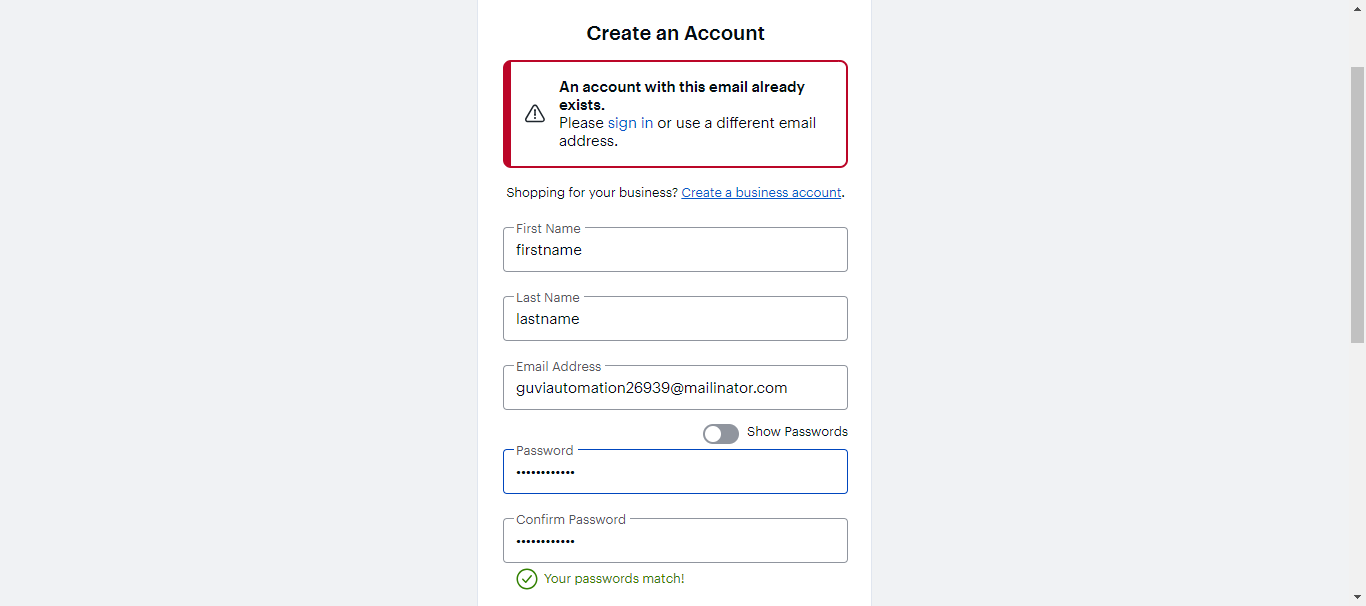 Create an Account
An account with this email already
exists.
Please sign in or use a different email
address.
Shopping for your business? Create a business account.
First Name
firstname
Last Name
lastname
Email Address
guviautomation26939@mailinator.com
Show Passwords
Password
••••••••••••
Confirm Password
••••••••••••
Your passwords match!